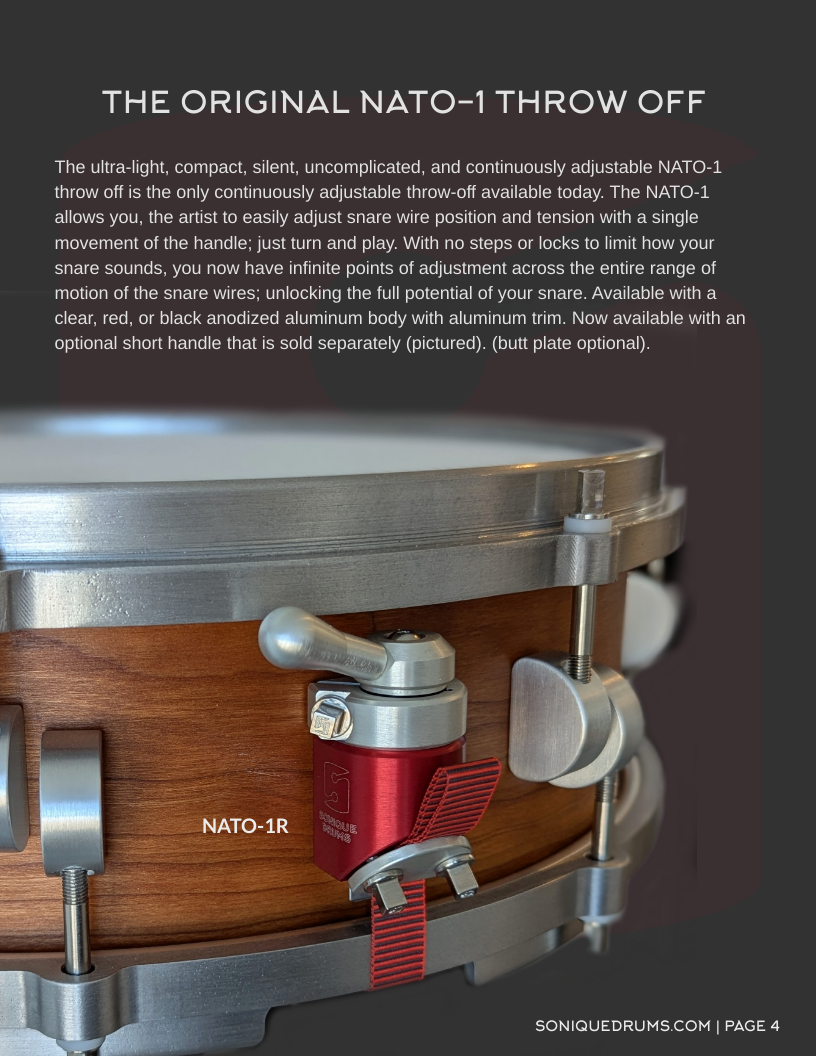 THE ORIGINAL NATO-1 THROW OFF
The ultra-light, compact, silent, uncomplicated, and continuously adjustable NATO-1
throw off is the only continuously adjustable throw-off available today. The NATO-1
allows you, the artist to easily adjust snare wire position and tension with a single
movement of the handle; just turn and play. With no steps or locks to limit how your
snare sounds, you now have infinite points of adjustment across the entire range of
motion of the snare wires; unlocking the full potential of your snare. Available with a
clear, red, or black anodized aluminum body with aluminum trim. Now available with an
optional short handle that is sold separately (pictured). (butt plate optional).
SONIQUE
DRUMS
NATO-1R
SONIQUEDRUMS.COM | PAGE 4